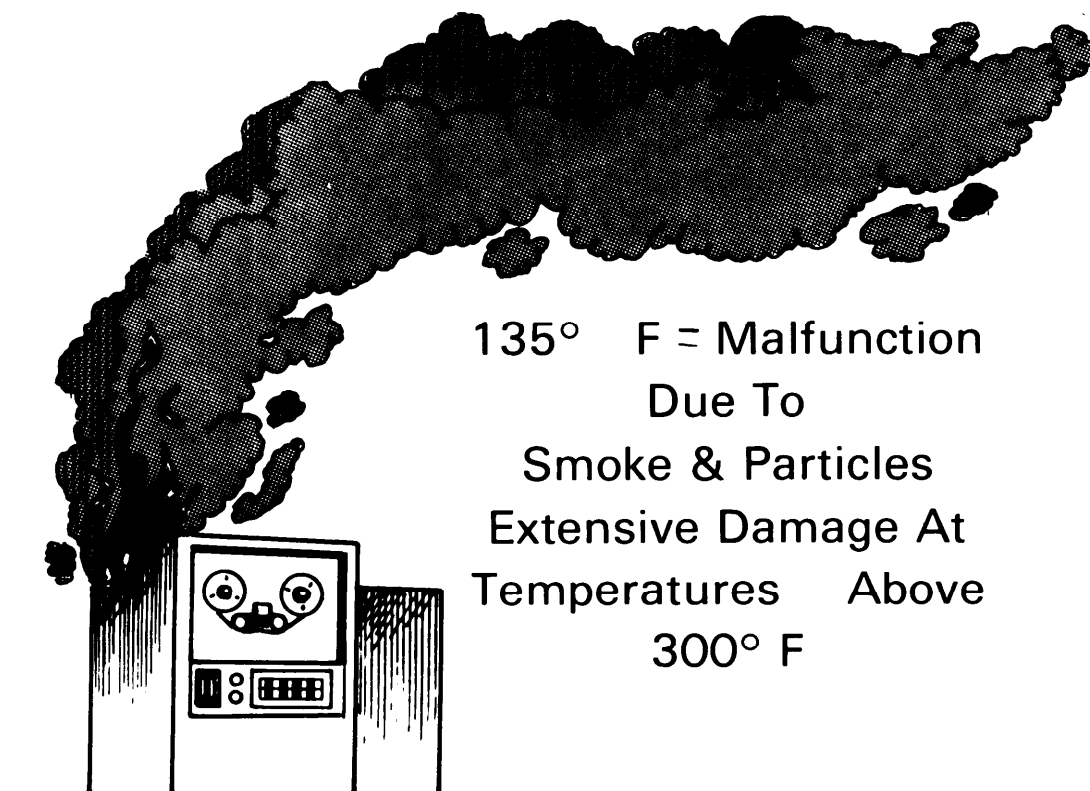 135° F = Malfunction
Due To
Smoke & Particles
Extensive Damage At
Temperatures Above
300° F